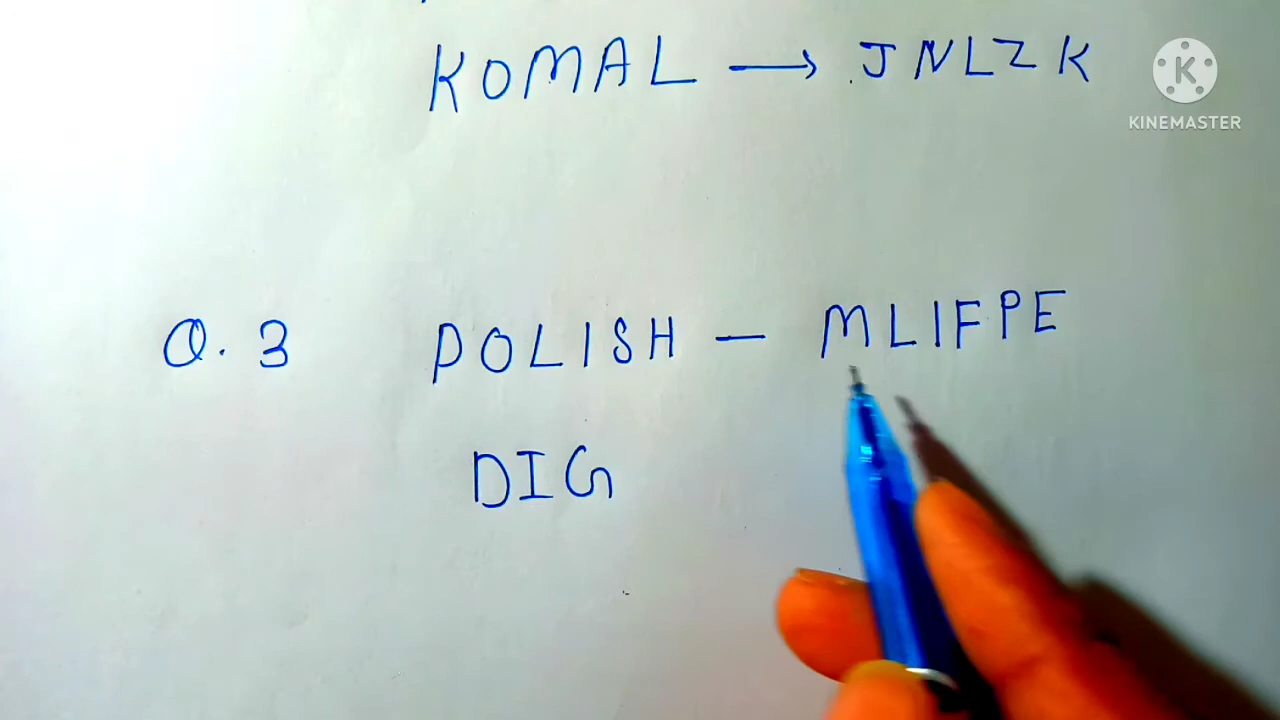 KOMAL → JNLZK
K
KINEMASTER
Q.3 POLISH - MLIFPE
DIG